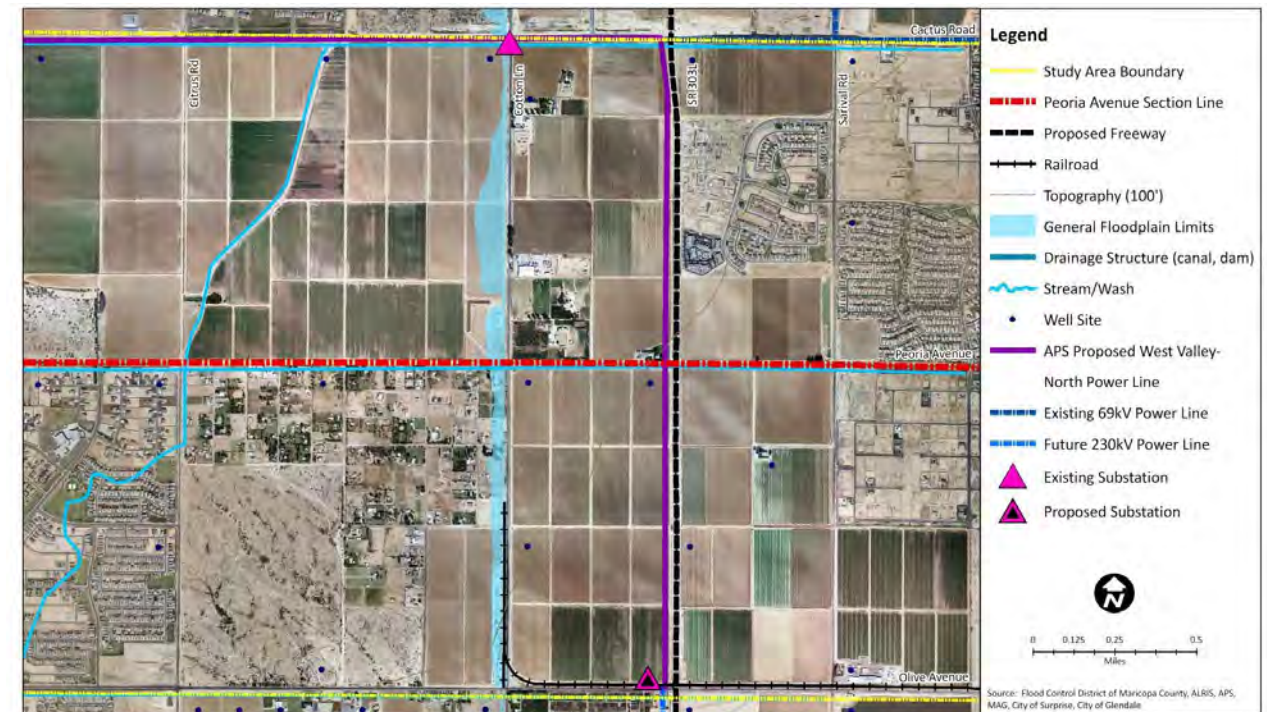 Cactus Road
Citrus Rd
Cotton Ln
SR 303L
Sarival Rd
Peoria Avenue
Olive Avenue
Legend
Study Area Boundary
Peoria Avenue Section Line
Proposed Freeway
Railroad
Topography (100')
General Floodplain Limits
Drainage Structure (canal, dam)
Stream/Wash
Well Site
APS Proposed West Valley-
North Power Line
Existing 69kV Power Line
Future 230kV Power Line
Existing Substation
Proposed Substation
N
0 0.125 0.25 0.5
Miles
Source: Flood Control District of Maricopa County, ALRIS, APS,
MAG, City of Surprise, City of Glendale